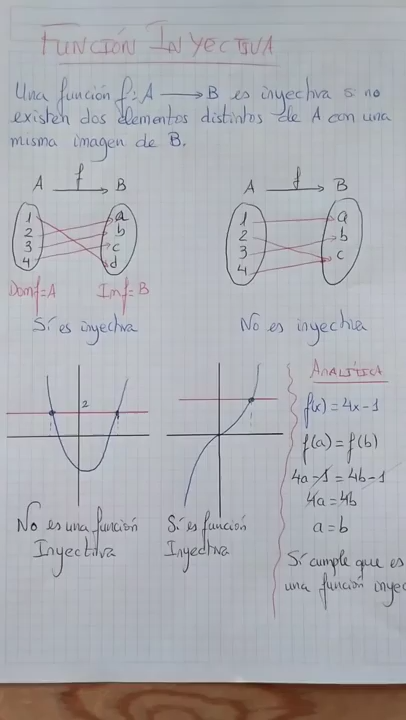 FUNCIÓN INYECTIVA
Una función f: A → B es inyectiva si no
existen dos elementos distintos de A con una
misma imagen de B.
A f B
1 a
2 b
3 c
4 d
Domf=A Imf=B
Sí es inyectiva
A f B
1 a
2 b
3 c
4
No es inyectiva
2
No es una función
Inyectiva
Sí es función
Inyectiva
ANALÍTICA
f(x) = 4x-1
f(a) = f(b)
4a-1 = 4b-1
4a = 4b
a = b
Sí cumple que es
una función inyec